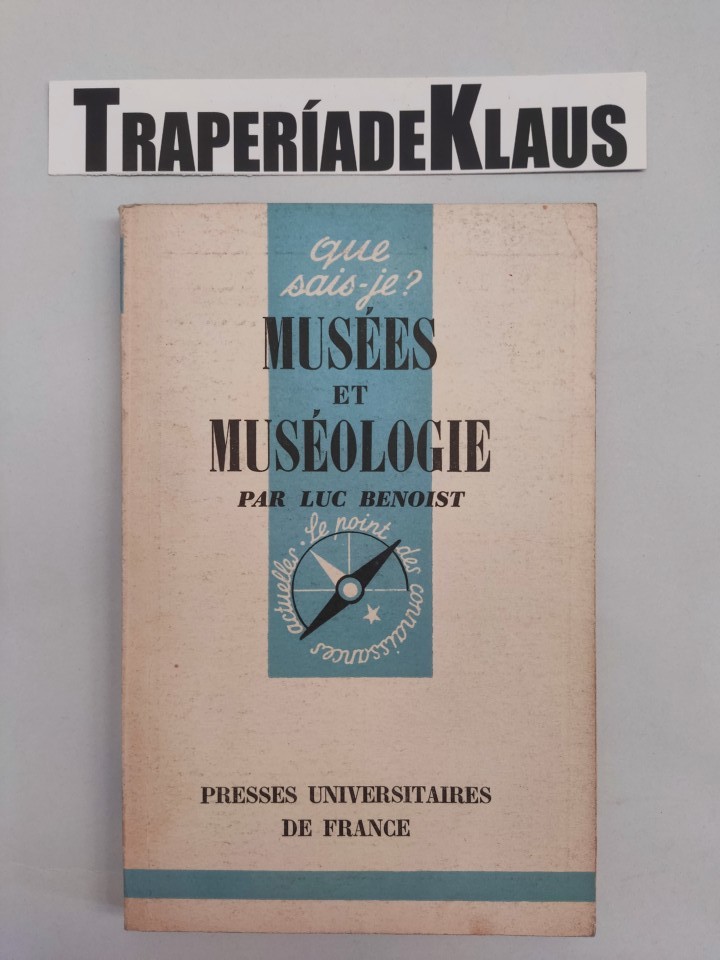 TRAPERÍADEKLAUS
que
sais-je?
MUSÉES
ET
MUSÉOLOGIE
PAR LUC BENOIST
le point des connaissances actuelles.
PRESSES UNIVERSITAIRES
DE FRANCE